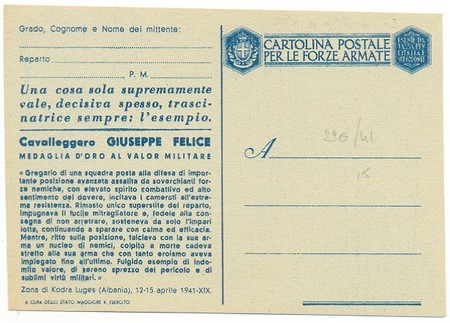 Grado, Cognome e Nome del mittente:
Reparto
P. M.
Una cosa sola supremamente
vale, decisiva spesso, trasci-
natrice sempre: l'esempio.
Cavalleggero GIUSEPPE FELICE
MEDAGLIA D'ORO AL VALOR MILITARE
« Gregario di una squadra posta alla difesa di impor-
tante posizione avanzata assalita da soverchianti for-
ze nemiche, con elevato spirito combattivo ed alto
sentimento del dovere, incitava i camerati all'estre-
ma resistenza. Rimasto unico superstite del reparto,
impugnava il fucile mitragliatore e, fedele alla conse-
gna di non arretrare, sosteneva da solo l'impari
lotta, continuando a sparare con calma ed efficacia.
Mentre, ritto sulla posizione, falciava con la sua ar-
ma un nucleo di nemici, colpito a morte cadeva
stretto alla sua arma che con tanto eroismo aveva
impiegato fino all'ultimo. Fulgido esempio di indo-
mito valore, di sereno sprezzo del pericolo e di
sublimi virtù militari. »
Zona di Kodra Luges (Albania), 12-15 aprile 1941-XIX.
A CURA DELLO STATO MAGGIORE R. ESERCITO
CARTOLINA POSTALE
PER LE FORZE ARMATE
A
296/41
15